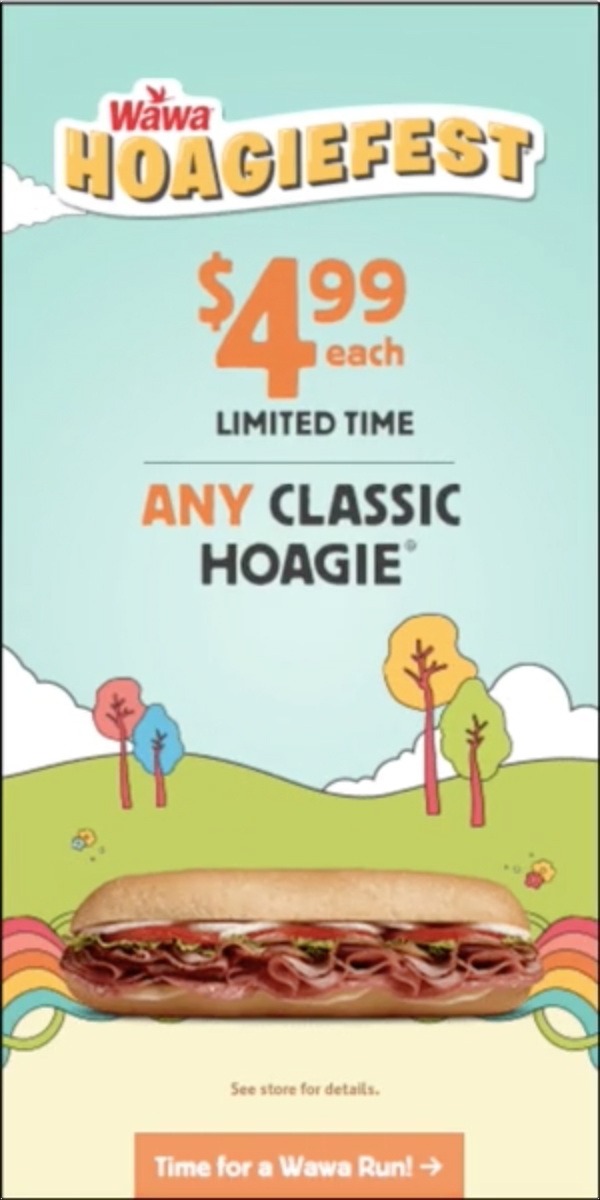 Wawa
HOAGIEFEST
$4.99
each
LIMITED TIME
ANY CLASSIC
HOAGIE®
See store for details.
Time for a Wawa Run! →